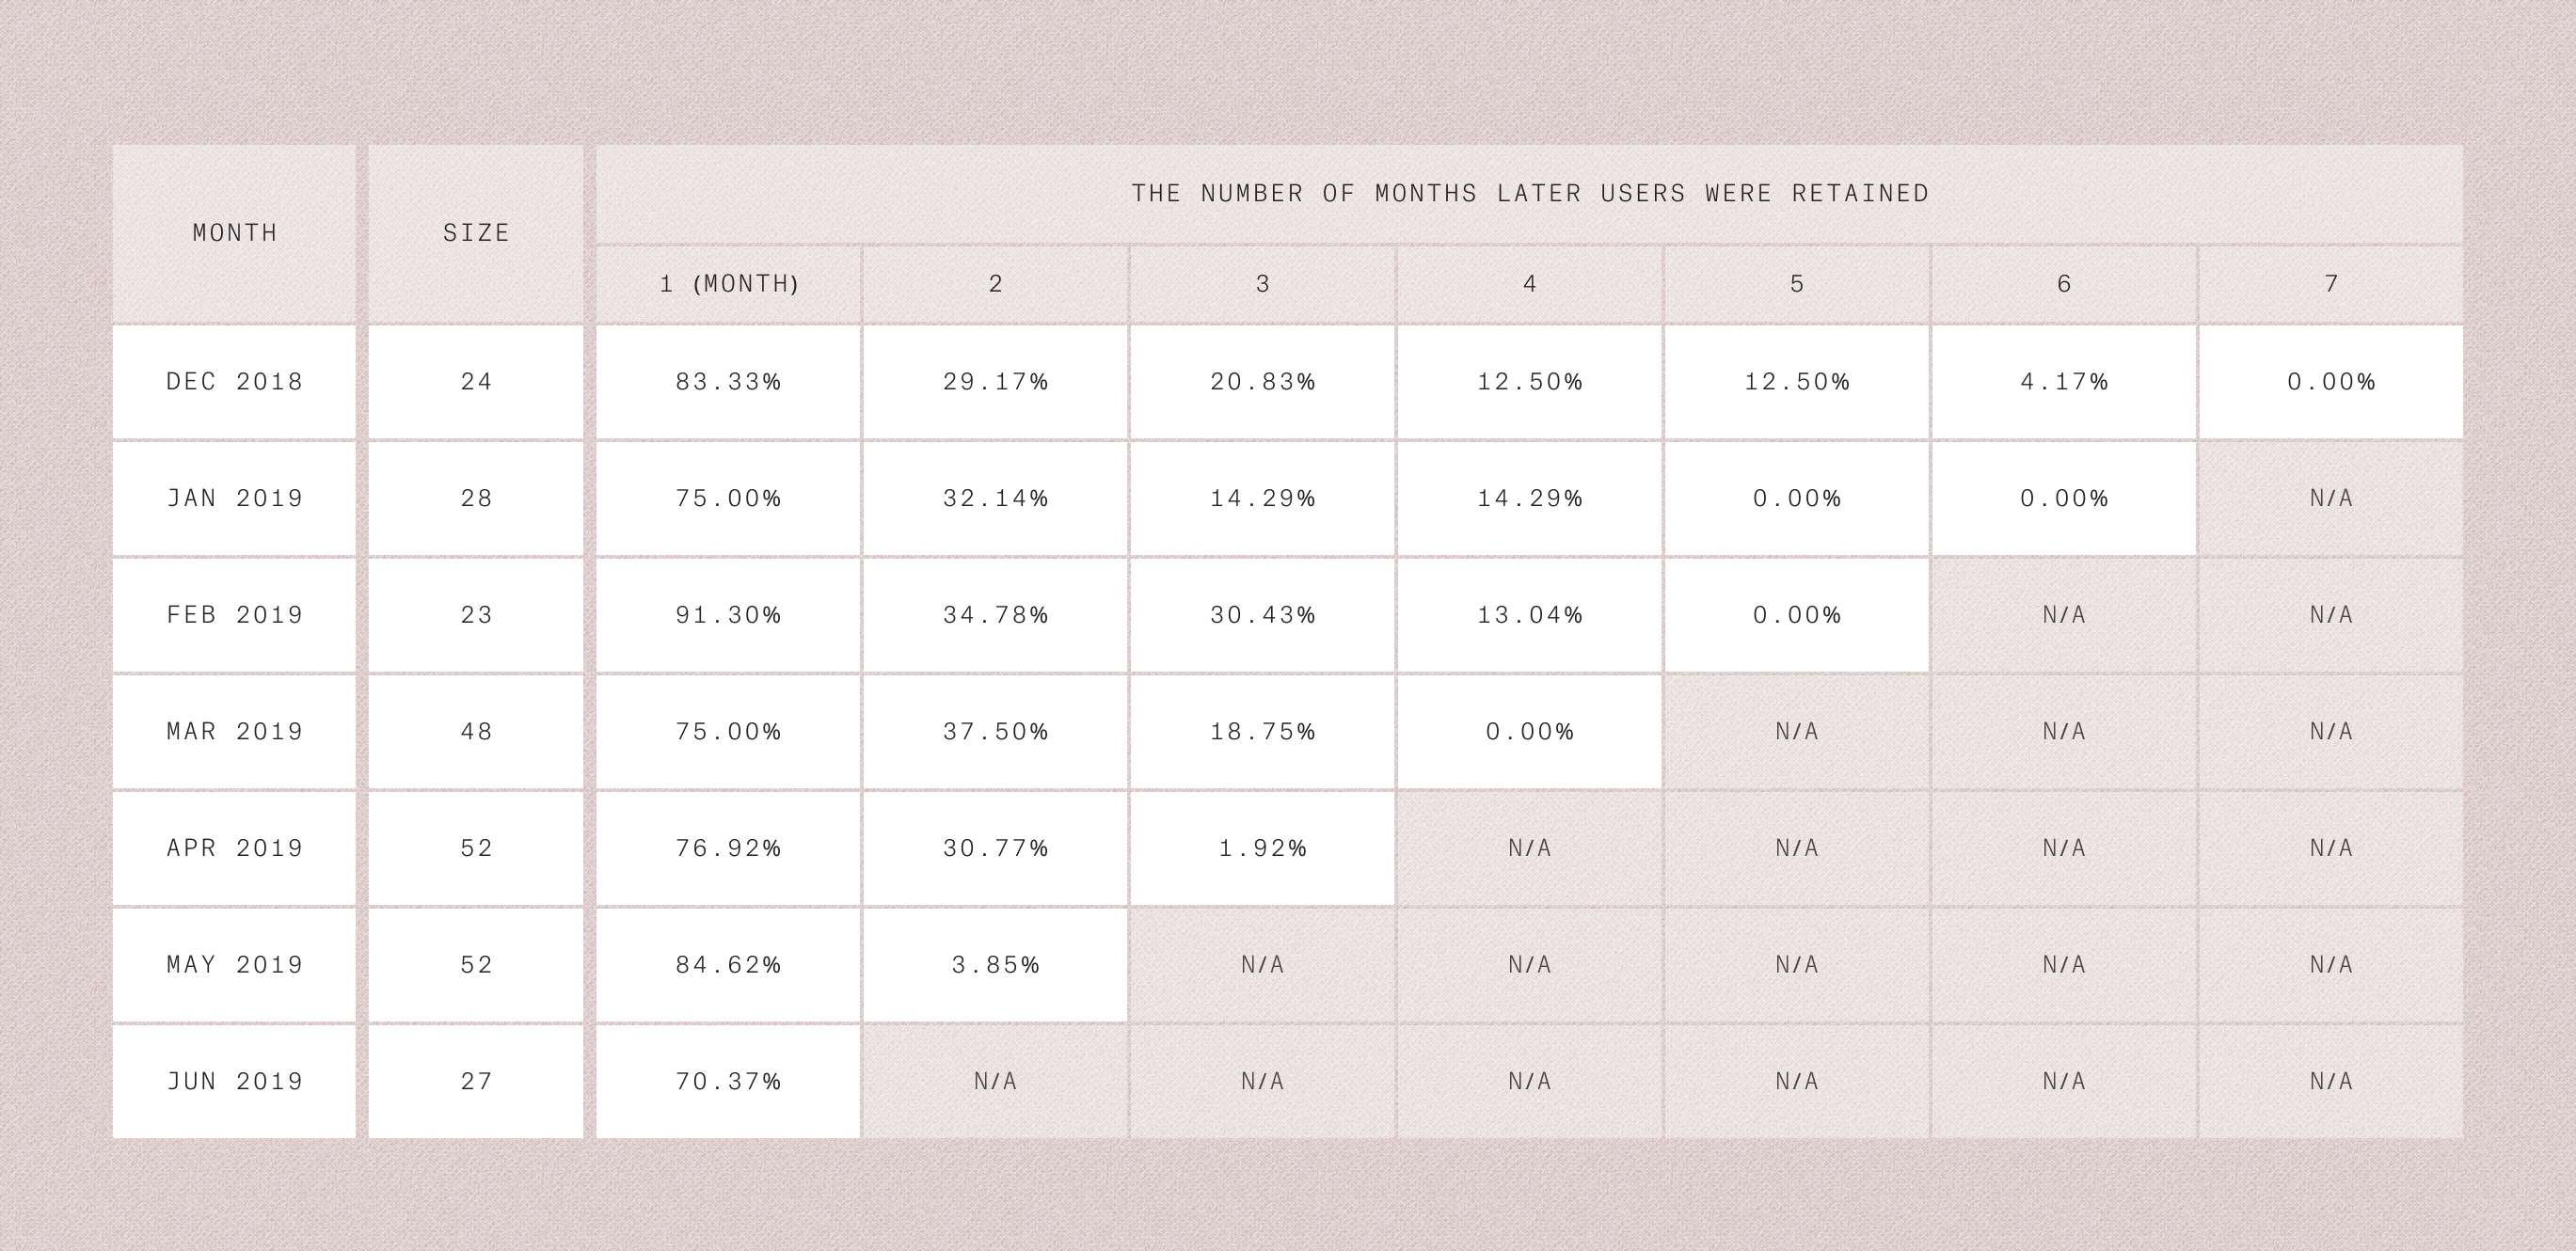 THE NUMBER OF MONTHS LATER USERS WERE RETAINED
MONTH SIZE
1 (MONTH) 2 3 4 5 6 7
DEC 2018 24 83.33% 29.17% 20.83% 12.50% 12.50% 4.17% 0.00%
JAN 2019 28 75.00% 32.14% 14.29% 14.29% 0.00% 0.00% N/A
FEB 2019 23 91.30% 34.78% 30.43% 13.04% 0.00% N/A N/A
MAR 2019 48 75.00% 37.50% 18.75% 0.00% N/A N/A N/A
APR 2019 52 76.92% 30.77% 1.92% N/A N/A N/A N/A
MAY 2019 52 84.62% 3.85% N/A N/A N/A N/A N/A
JUN 2019 27 70.37% N/A N/A N/A N/A N/A N/A